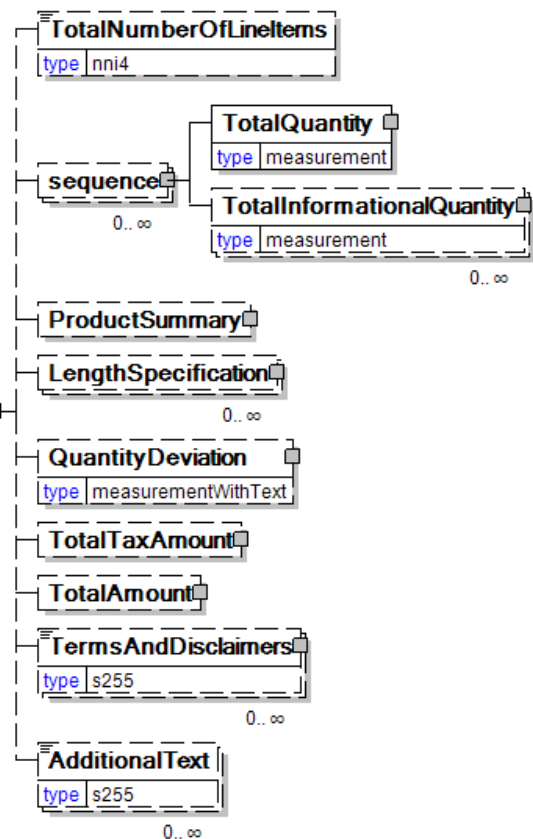 TotalNumberOfLineItems
type nni4
TotalQuantity
type measurement
sequence
0.. ∞
TotalInformationalQuantity
type measurement
0.. ∞
ProductSummary
LengthSpecification
0.. ∞
QuantityDeviation
type measurementWithText
TotalTaxAmount
TotalAmount
TermsAndDisclaimers
type s255
0.. ∞
AdditionalText
type s255
0.. ∞